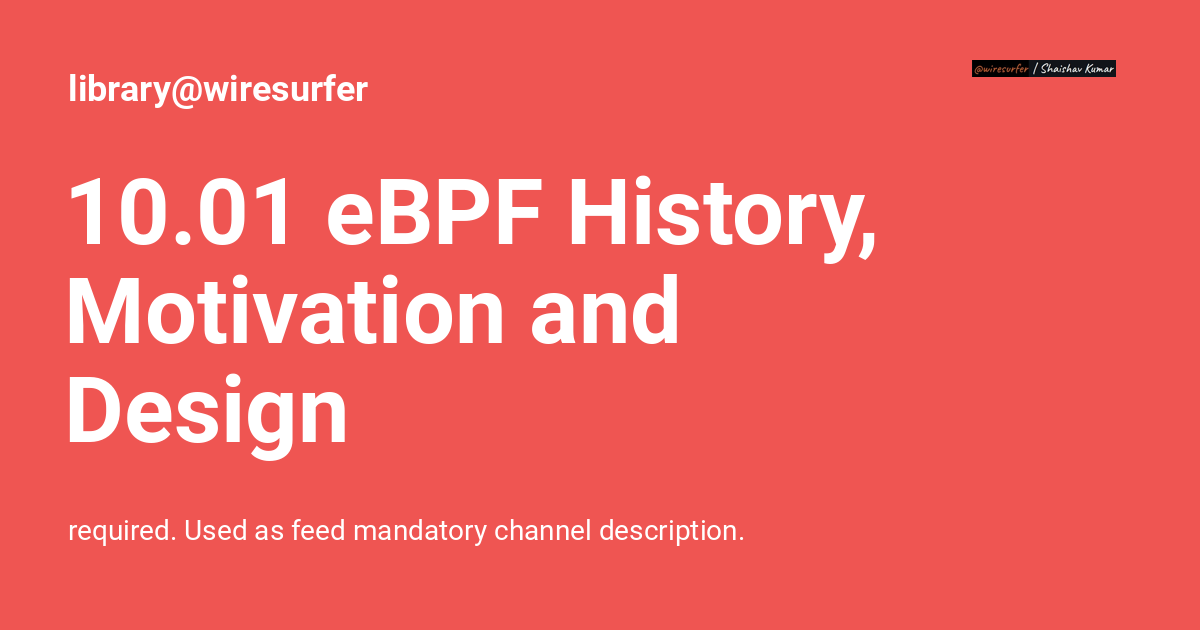 library@wiresurfer
@wiresurfer | Shaishav Kumar
10.01 eBPF History,
Motivation and
Design
required. Used as feed mandatory channel description.